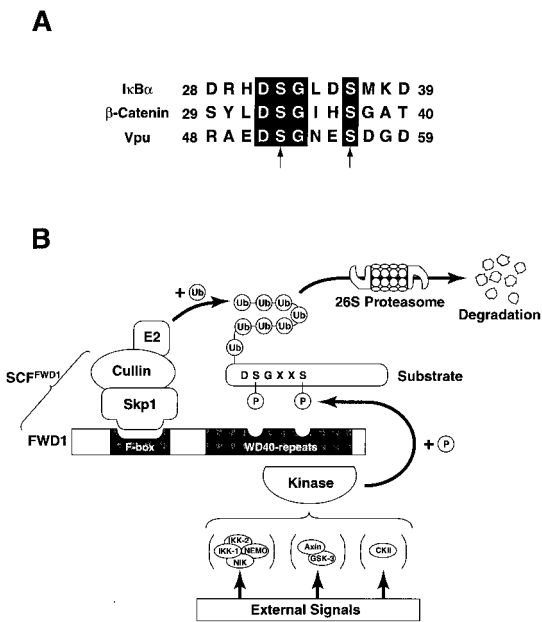 A
IκBα 28 D R H D S G L D S M K D 39
β-Catenin 29 S Y L D S G I H S G A T 40
Vpu 48 R A E D S G N E S D G D 59
B
+ Ub
Ub Ub Ub Ub
Ub Ub Ub
Ub
26S Proteasome
Degradation
E2
Cullin
Skp1
SCFFWD1
D S G X X S
Substrate
P P
FWD1
F-box
WD40-repeats
+ P
Kinase
IKK-2
IKK-1
NEMO
NIK
Axin
GSK-3
CKII
External Signals